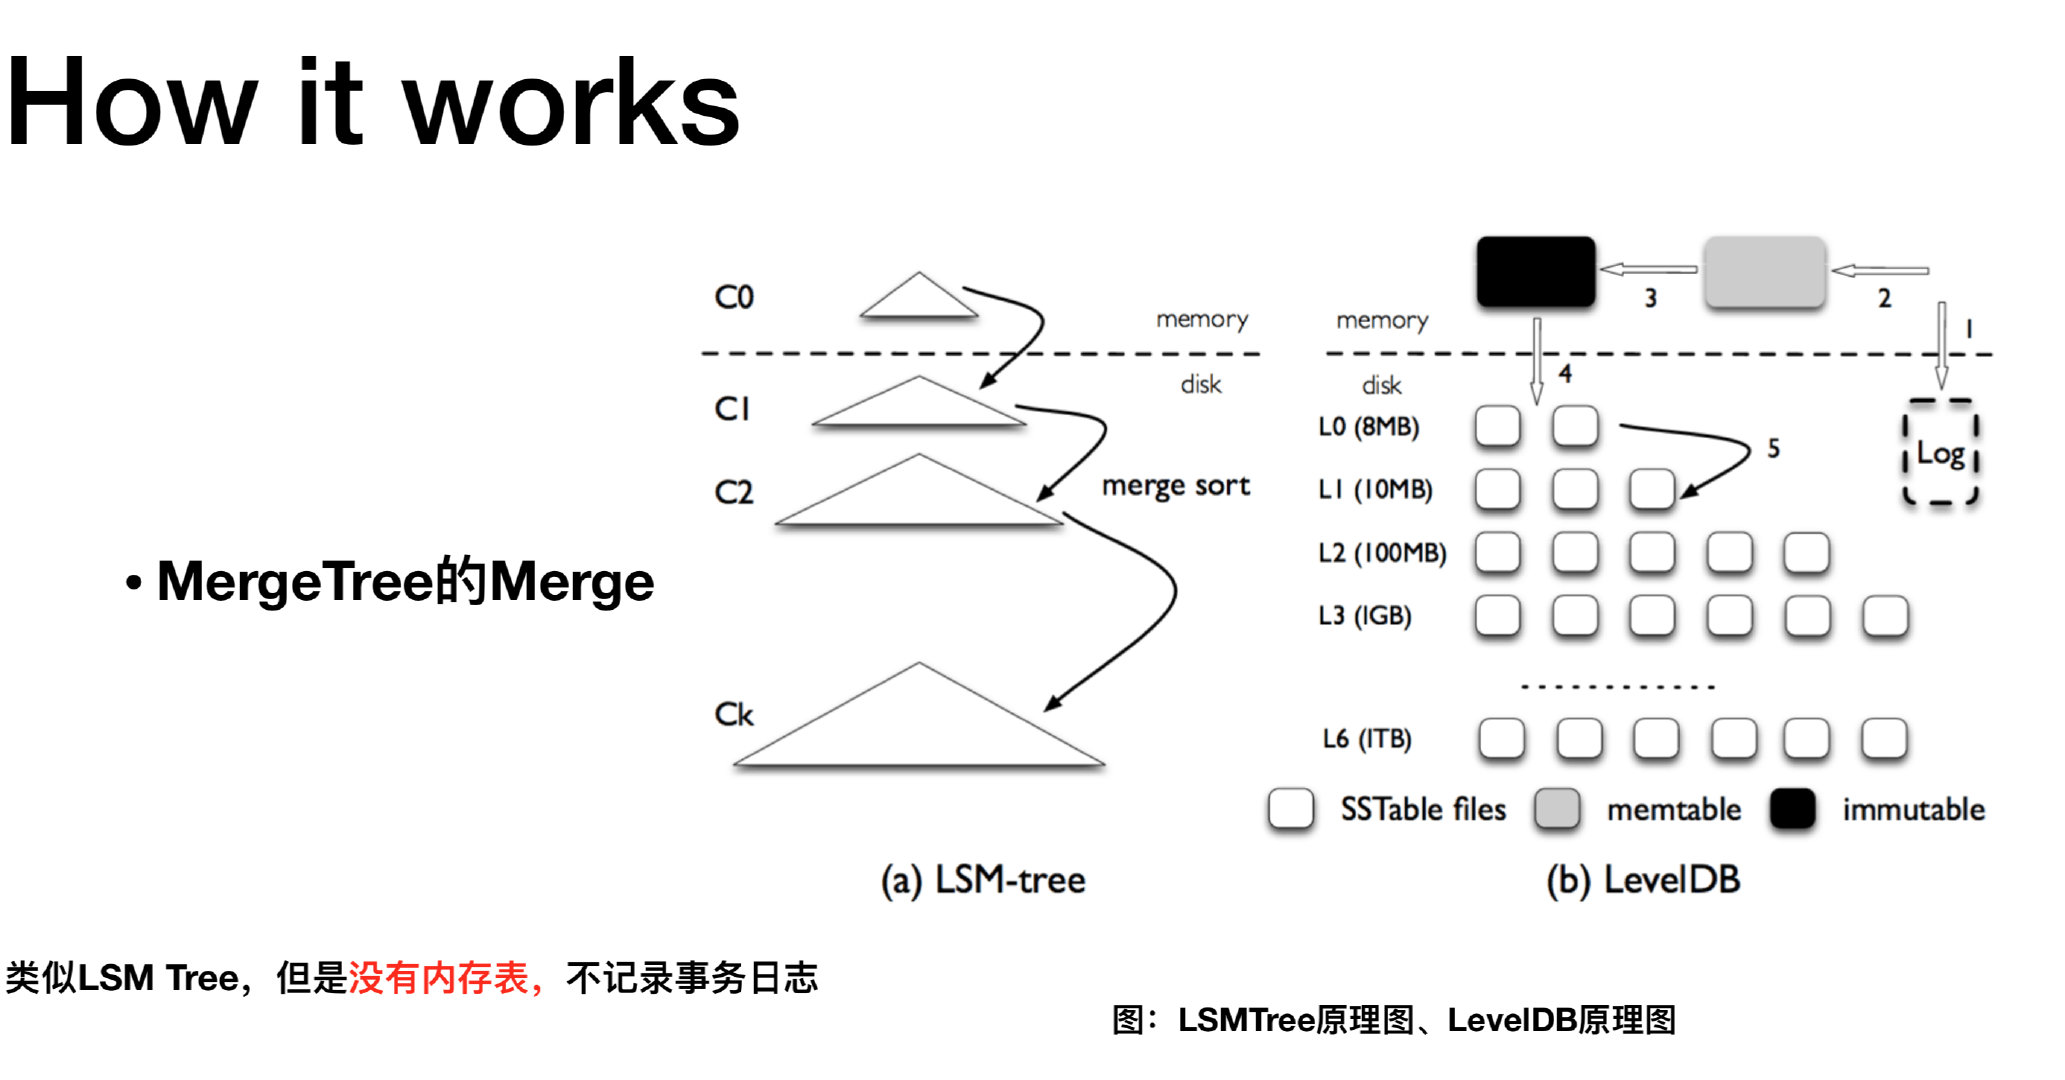 How it works
• MergeTree的Merge
C0
memory
disk
C1
C2
merge sort
Ck
(a) LSM-tree
3
2
memory
1
4
disk
L0 (8MB)
5
Log
L1 (10MB)
L2 (100MB)
L3 (1GB)
L6 (1TB)
SSTable files
memtable
immutable
(b) LevelDB
类似LSM Tree，但是没有内存表，不记录事务日志
图：LSMTree原理图、LevelDB原理图